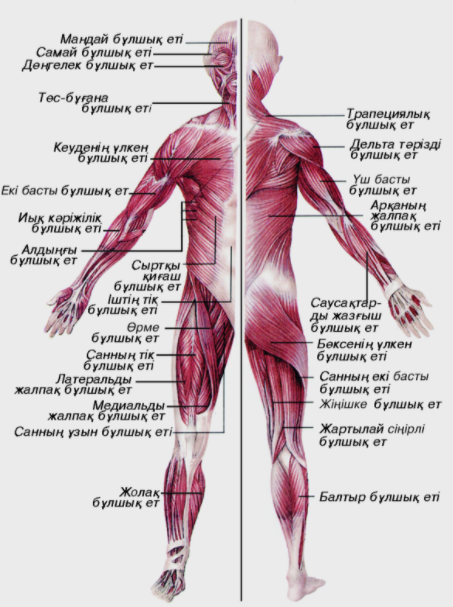 Маңдай бұлшық еті
Самай бұлшық еті
Дөңгелек бұлшық ет
Төс-бұғана
бұлшық еті
Кеуденің үлкен
бұлшық еті
Екі басты бұлшық ет
Иық кәріжілік
бұлшық еті
Алдыңғы
бұлшық ет
Сыртқы
қиғаш
бұлшық ет
Іштің тік
бұлшық еті
Өрме
бұлшық ет
Санның тік
бұлшық еті
Латеральды
жалпақ бұлшық ет
Медиальды
жалпақ бұлшық ет
Санның ұзын бұлшық еті
Жолақ
бұлшық ет
Трапециялық
бұлшық ет
Дельта тәрізді
бұлшық ет
Үш басты
бұлшық ет
Арқаның
жалпақ
бұлшық еті
Саусақтар-
ды жазғыш
бұлшық ет
Бөксенің үлкен
бұлшық еті
Санның екі басты
бұлшық еті
Жіңішке бұлшық ет
Жартылай сіңірлі
бұлшық ет
Балтыр бұлшық еті